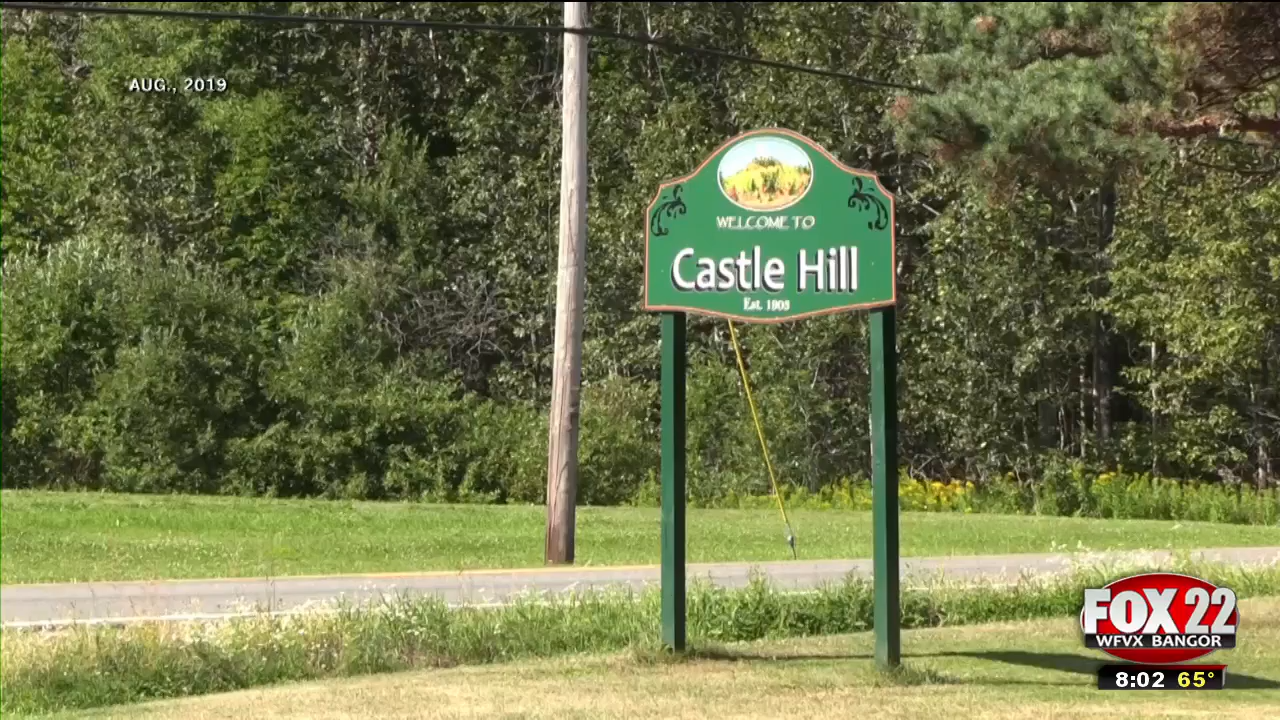 AUG., 2019
WELCOME TO
Castle Hill
Est. 1903
FOX 22
WFVX BANGOR
8:02 65°